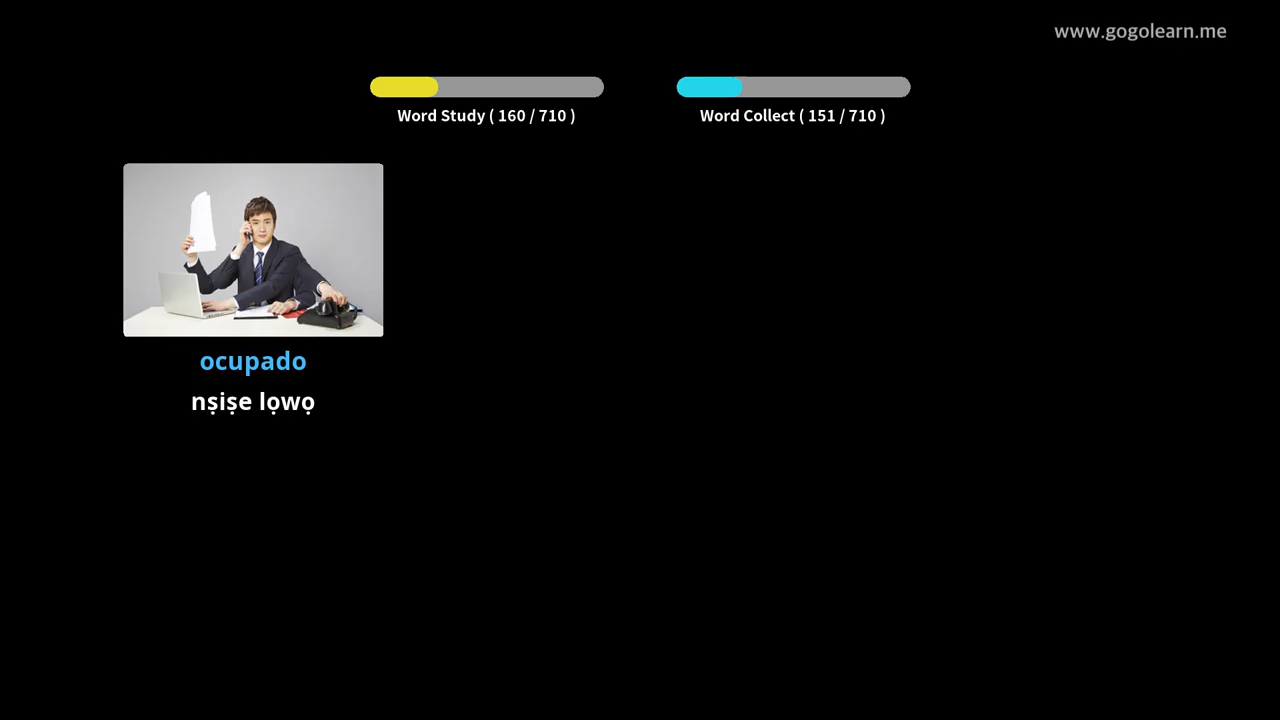 www.gogolearn.me
Word Study ( 160 / 710 )
Word Collect ( 151 / 710 )
ocupado
nṣiṣe lọwọ